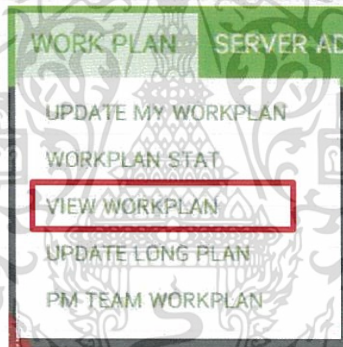 WORK PLAN SERVER AD
UPDATE MY WORKPLAN
WORKPLAN STAT
VIEW WORKPLAN
UPDATE LONG PLAN
PM TEAM WORKPLAN